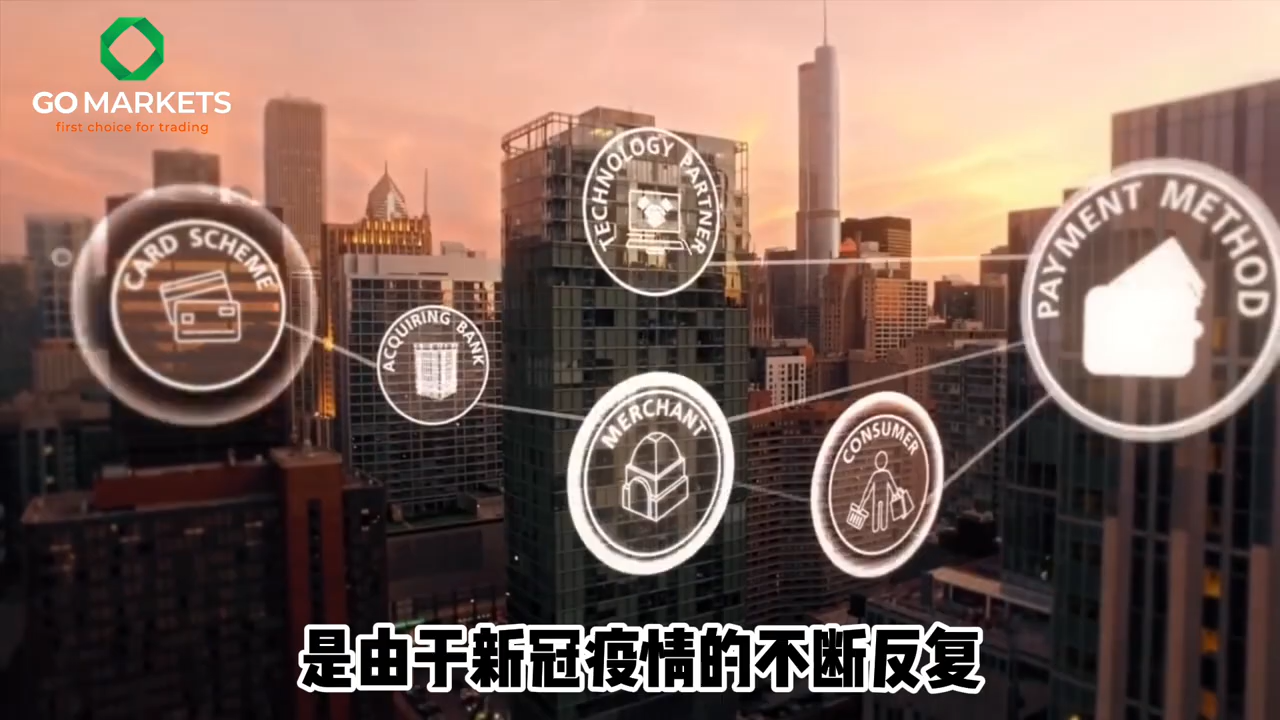 GO MARKETS
first choice for trading
TECHNOLOGY PARTNER
PAYMENT METHOD
CARD SCHEME
ACQUIRING BANK
MERCHANT
CONSUMER
是由于新冠疫情的不断反复